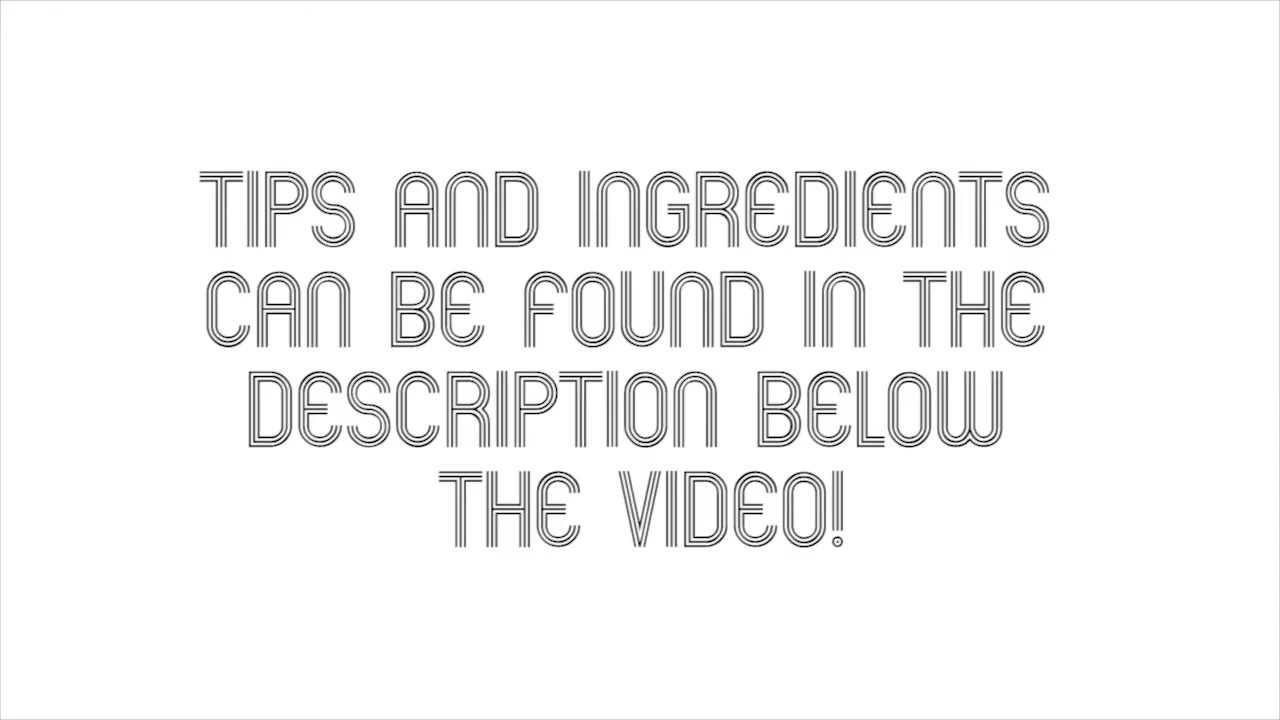 TIPS AND INGREDIENTS
CAN BE FOUND IN THE
DESCRIPTION BELOW
THE VIDEO!